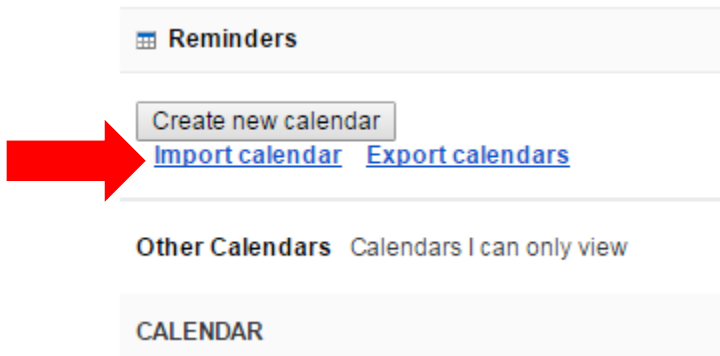 Reminders
Create new calendar
Import calendar Export calendars
Other Calendars Calendars I can only view
CALENDAR